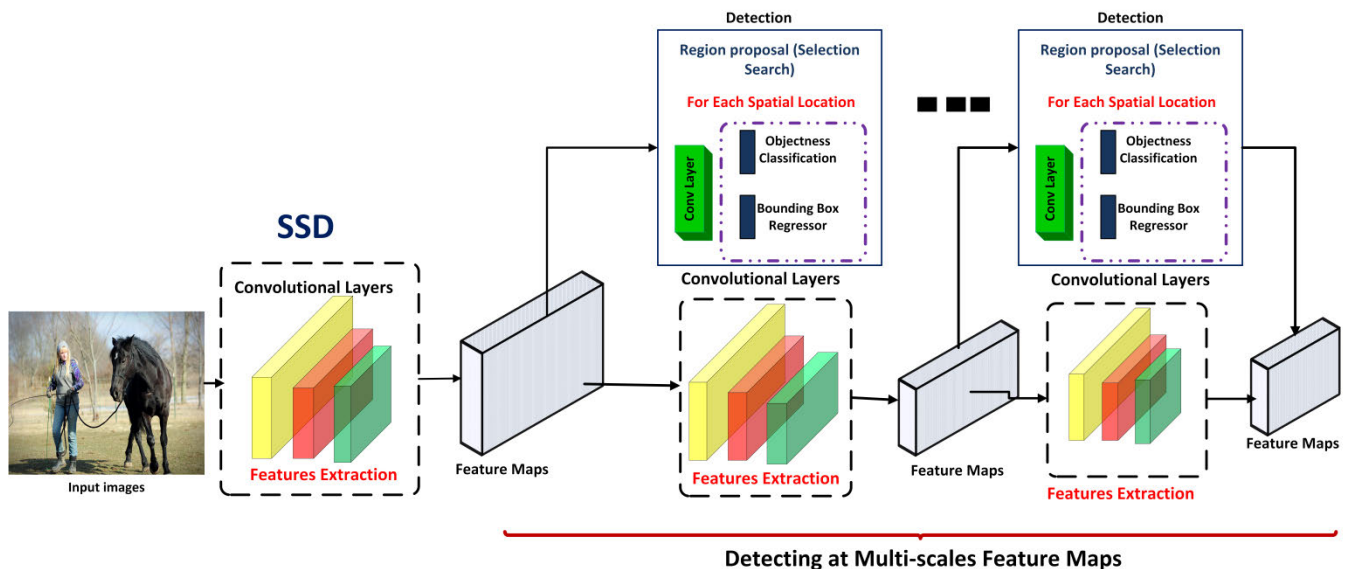 Detection
Region proposal (Selection
Search)
For Each Spatial Location
Conv Layer
Objectness
Classification
Bounding Box
Regressor
Detection
Region proposal (Selection
Search)
For Each Spatial Location
Conv Layer
Objectness
Classification
Bounding Box
Regressor
SSD
Convolutional Layers
Features Extraction
Input images
Feature Maps
Convolutional Layers
Features Extraction
Feature Maps
Convolutional Layers
Features Extraction
Feature Maps
Detecting at Multi-scales Feature Maps